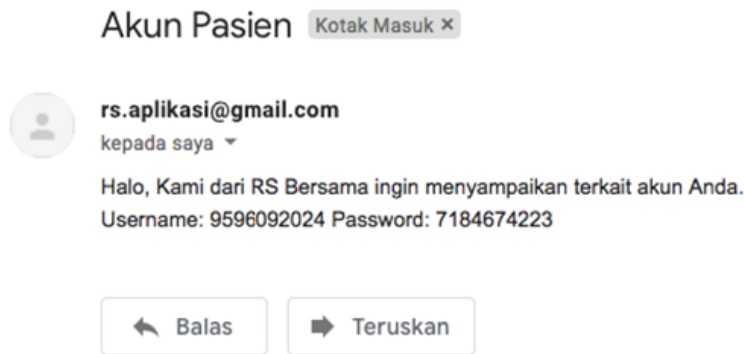 Akun Pasien Kotak Masuk ×
rs.aplikasi@gmail.com
kepada saya
Halo, Kami dari RS Bersama ingin menyampaikan terkait akun Anda.
Username: 9596092024 Password: 7184674223
Balas Teruskan